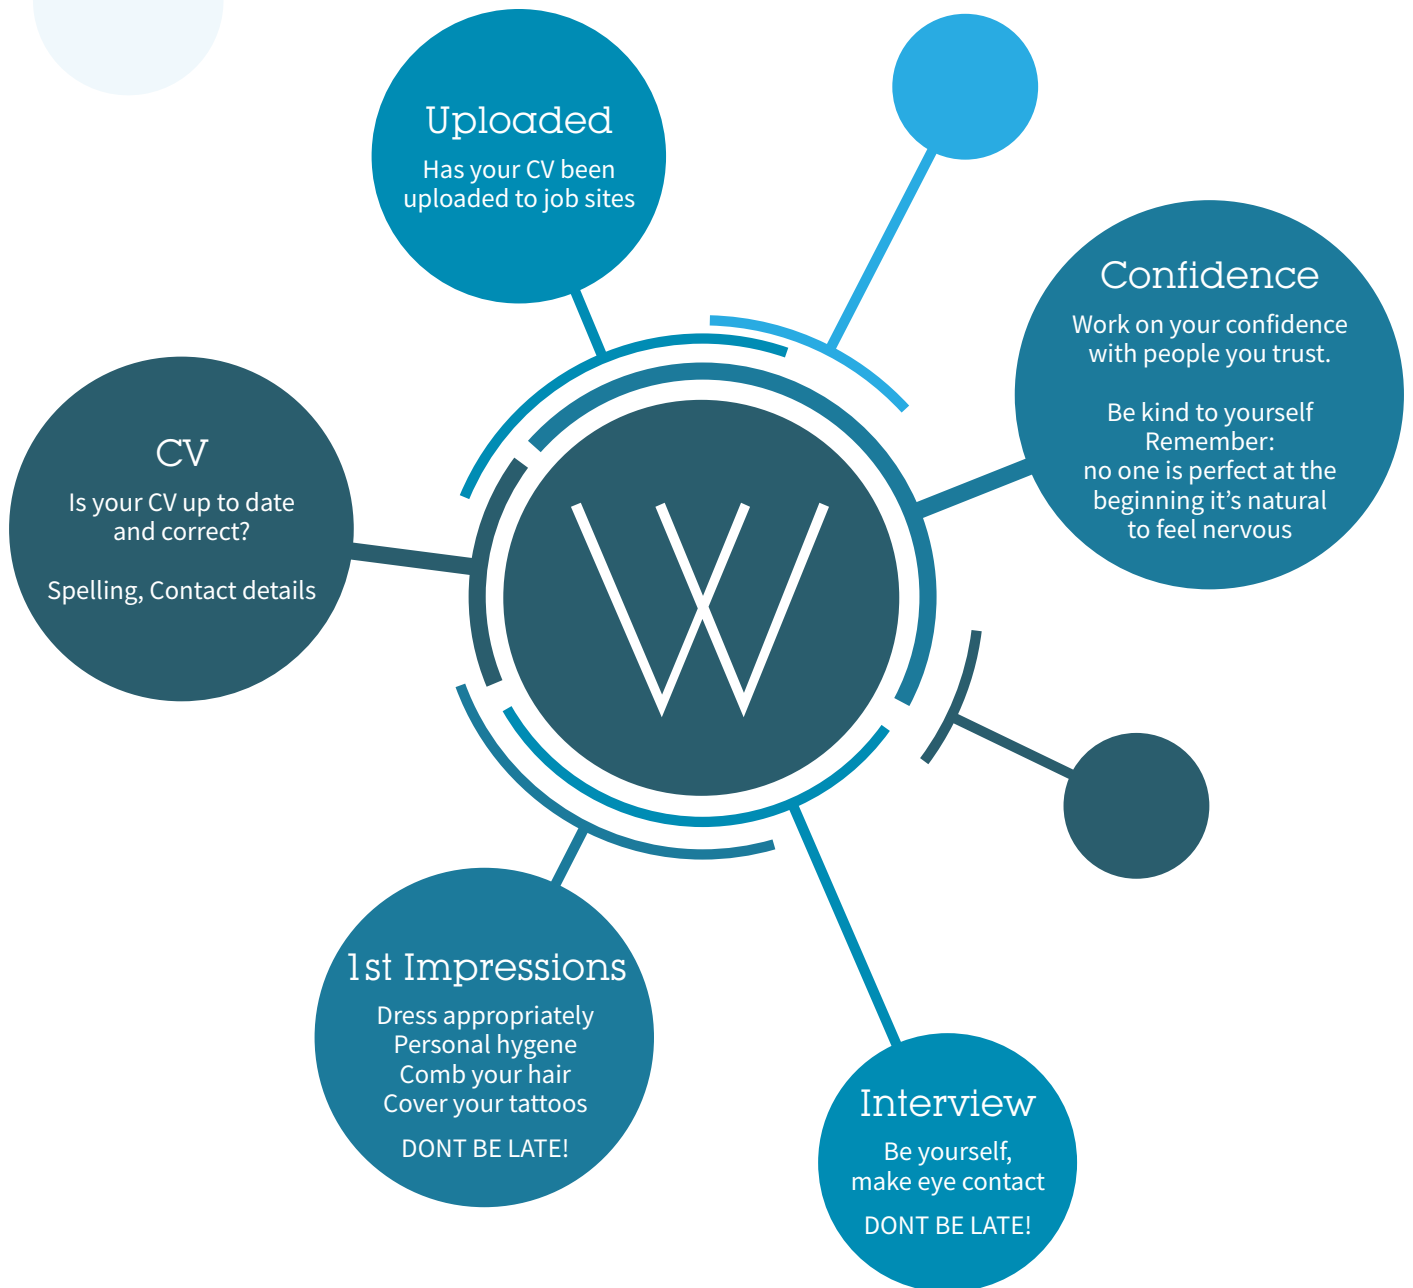 Uploaded
Has your CV been
uploaded to job sites
Confidence
Work on your confidence
with people you trust.
Be kind to yourself
Remember:
no one is perfect at the
beginning it's natural
to feel nervous
CV
Is your CV up to date
and correct?
Spelling, Contact details
W
1st Impressions
Dress appropriately
Personal hygene
Comb your hair
Cover your tattoos
DONT BE LATE!
Interview
Be yourself,
make eye contact
DONT BE LATE!